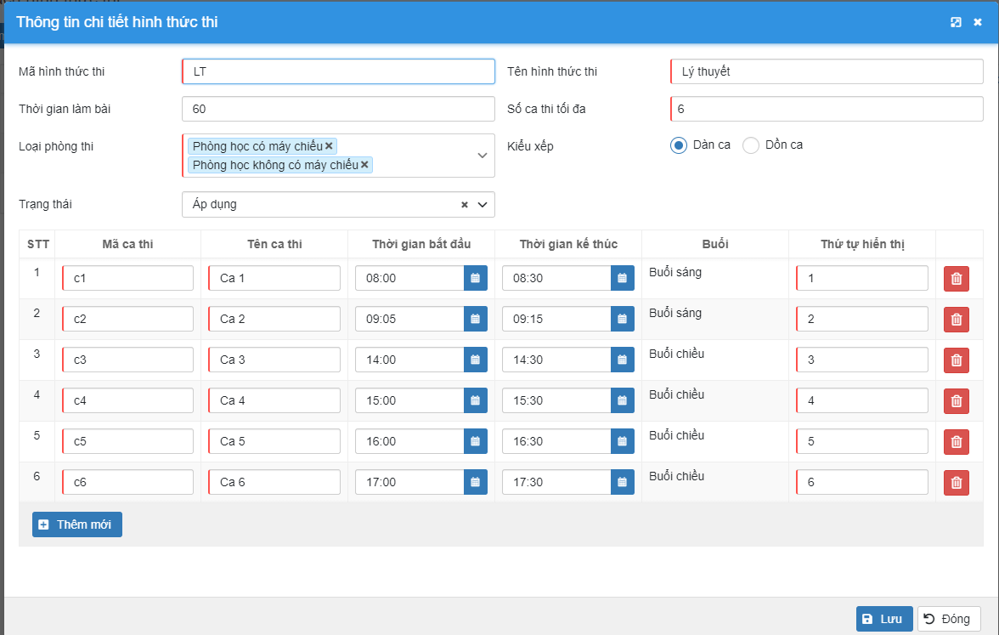 Thông tin chi tiết hình thức thi
Mã hình thức thi LT Tên hình thức thi Lý thuyết
Thời gian làm bài 60 Số ca thi tối đa 6
Loại phòng thi Phòng học có máy chiếu Kiểu xếp Dàn ca Dồn ca
Phòng học không có máy chiếu
Trạng thái Áp dụng
STT Mã ca thi Tên ca thi Thời gian bắt đầu Thời gian kế thúc Buổi Thứ tự hiển thị
1 c1 Ca 1 08:00 08:30 Buổi sáng 1
2 c2 Ca 2 09:05 09:15 Buổi sáng 2
3 c3 Ca 3 14:00 14:30 Buổi chiều 3
4 c4 Ca 4 15:00 15:30 Buổi chiều 4
5 c5 Ca 5 16:00 16:30 Buổi chiều 5
6 c6 Ca 6 17:00 17:30 Buổi chiều 6
Thêm mới
Lưu Đóng